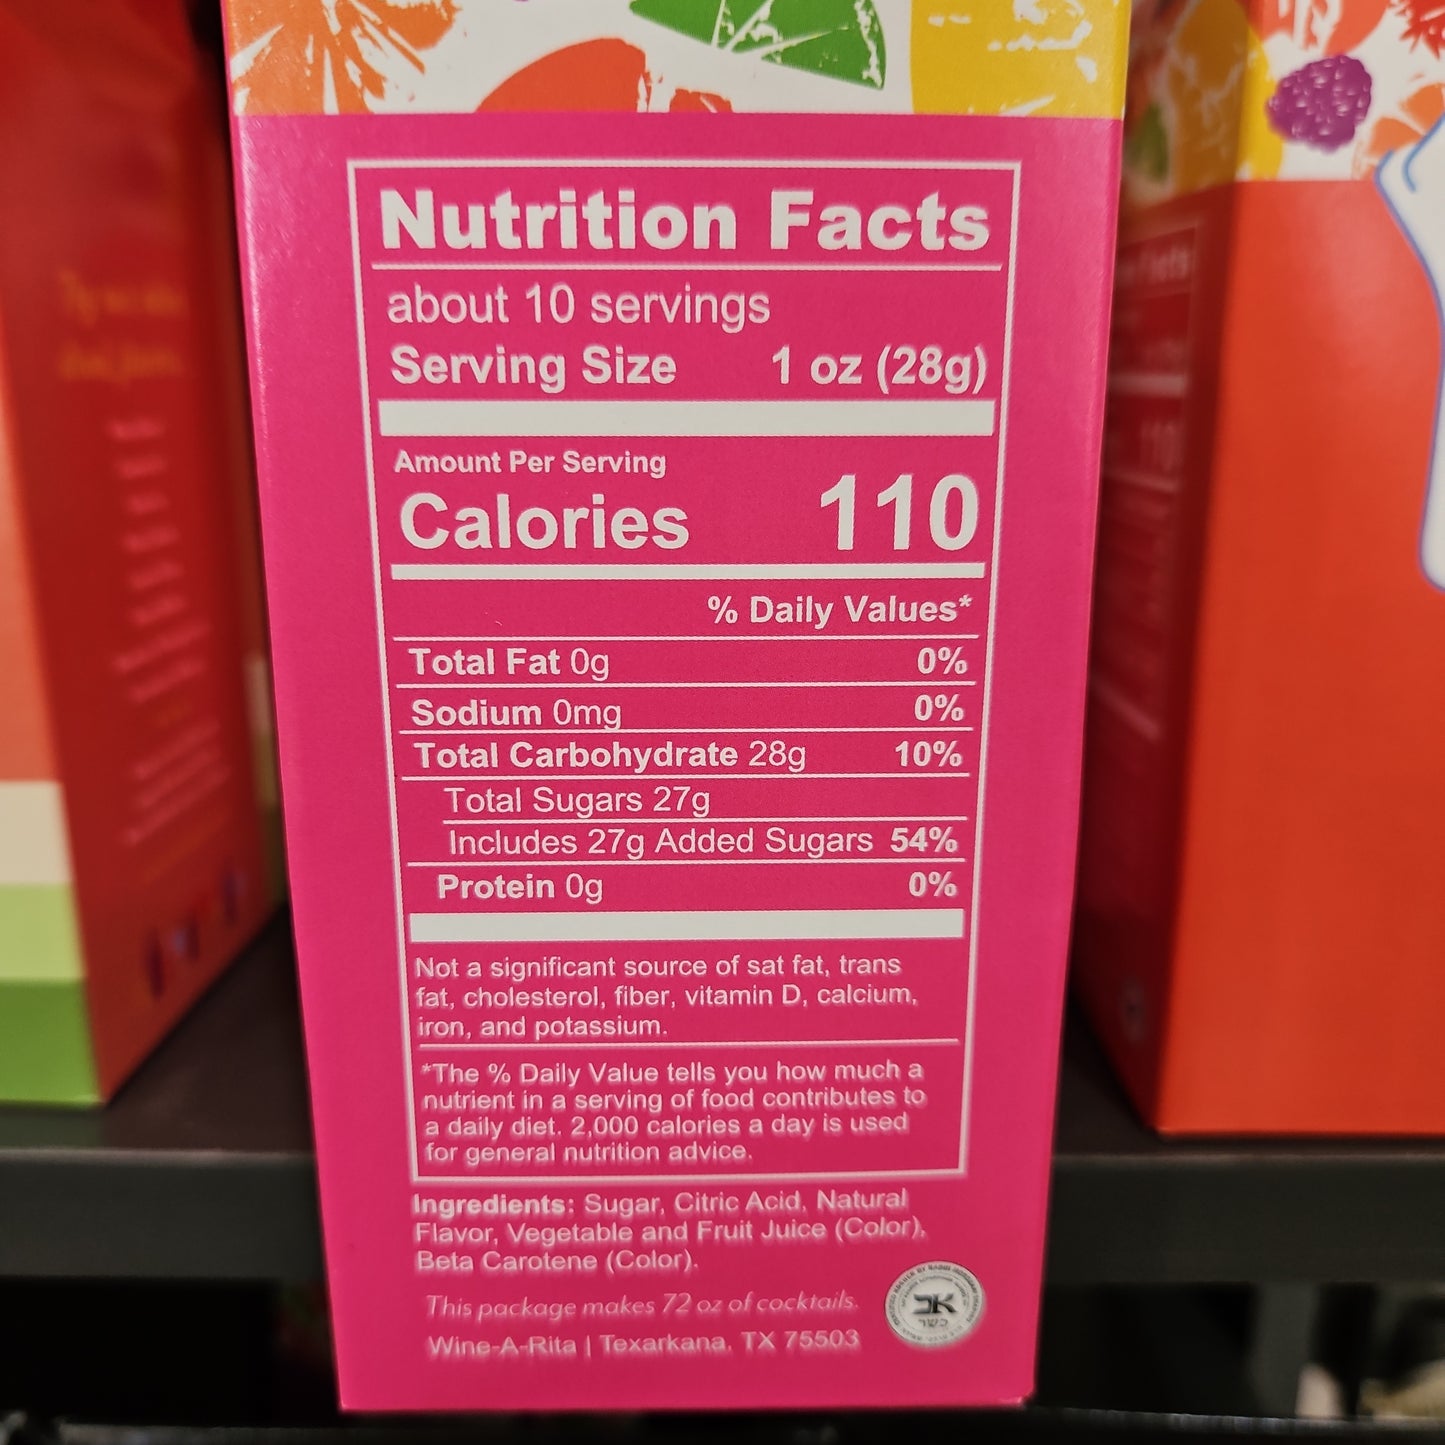 Nutrition Facts
about 10 servings
Serving Size 1 oz (28g)
Amount Per Serving
Calories 110
% Daily Values*
Total Fat 0g 0%
Sodium 0mg 0%
Total Carbohydrate 28g 10%
Total Sugars 27g
Includes 27g Added Sugars 54%
Protein 0g 0%
Not a significant source of sat fat, trans
fat, cholesterol, fiber, vitamin D, calcium,
iron, and potassium.
*The % Daily Value tells you how much a
nutrient in a serving of food contributes to
a daily diet. 2,000 calories a day is used
for general nutrition advice.
Ingredients: Sugar, Citric Acid, Natural
Flavor, Vegetable and Fruit Juice (Color),
Beta Carotene (Color).
This package makes 72 oz of cocktails.
Wine-A-Rita | Texarkana, TX 75503
כשר